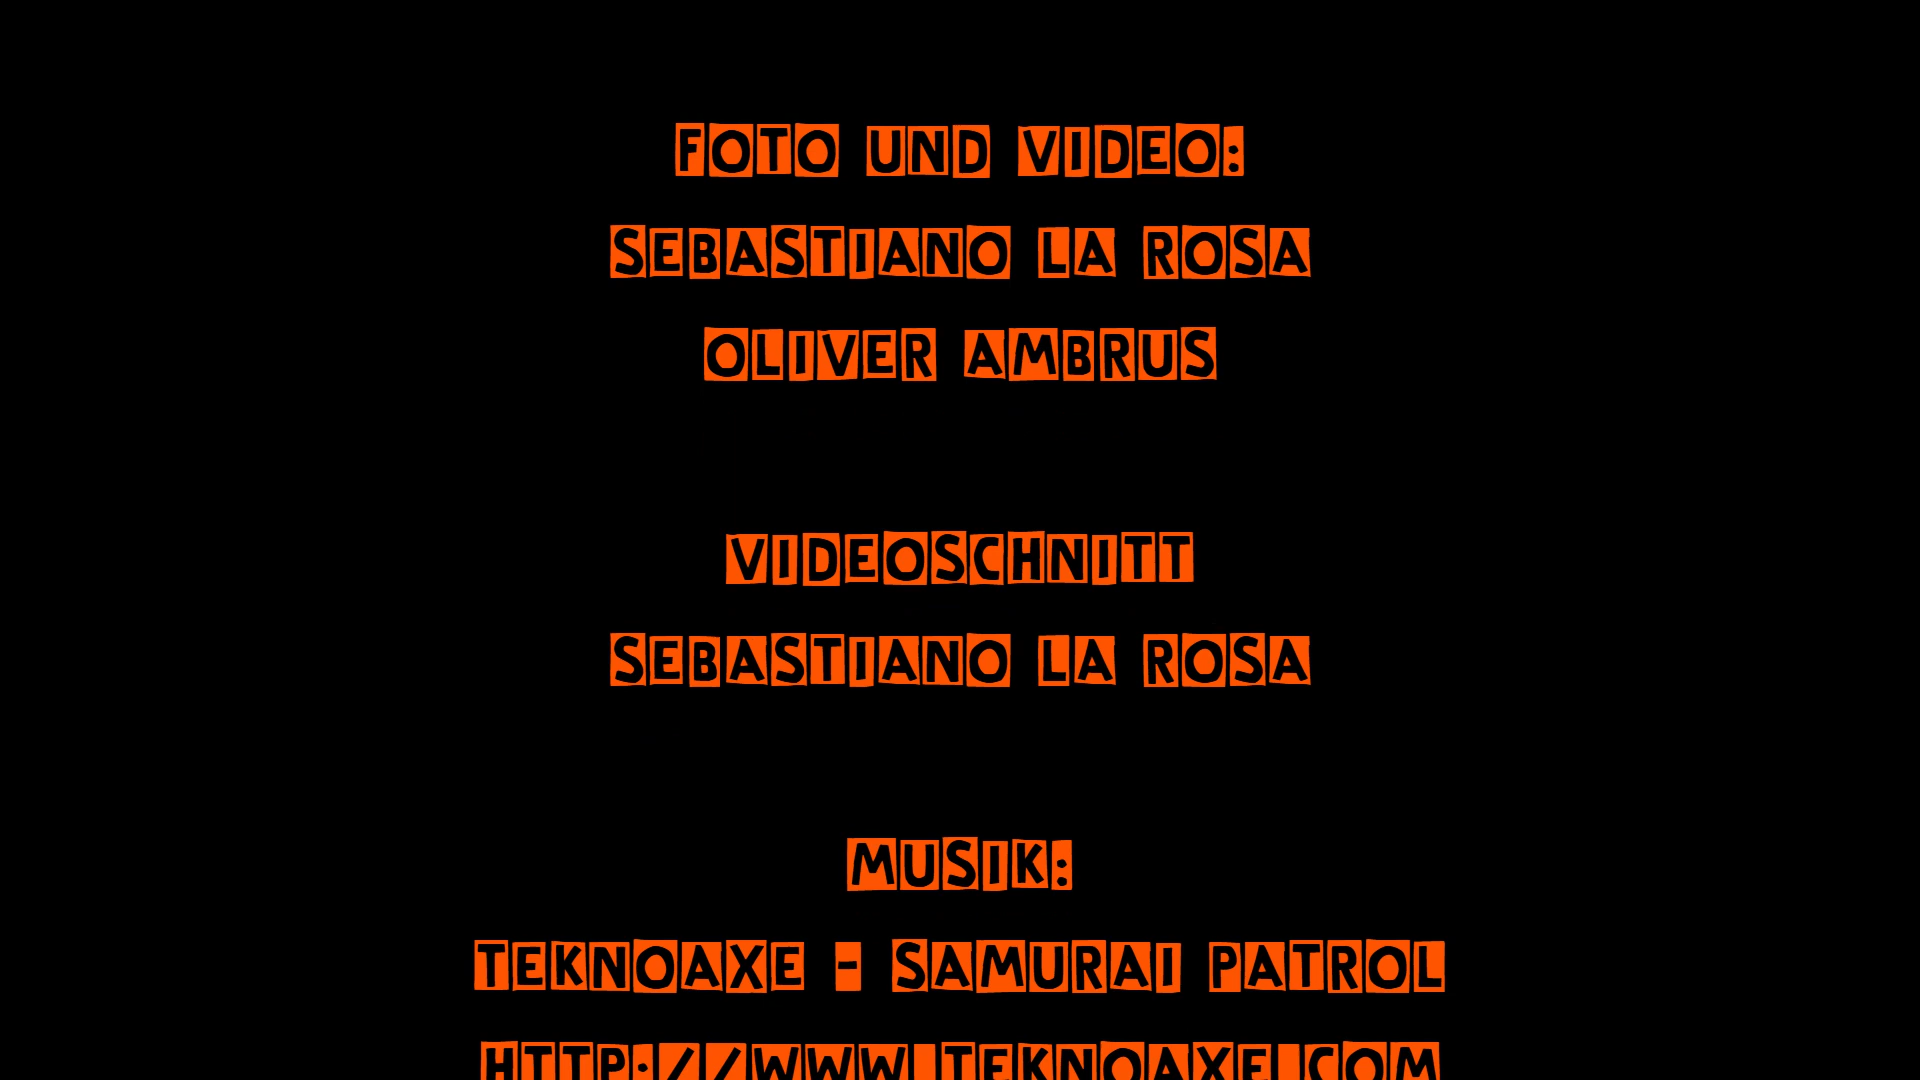 FOTO UND VIDEO:
SEBASTIANO LA ROSA
OLIVER AMBRUS
VIDEOSCHNITT
SEBASTIANO LA ROSA
MUSIK:
TEKNOAXE - SAMURAI PATROL
HTTP://WWW.TEKNOAXE.COM